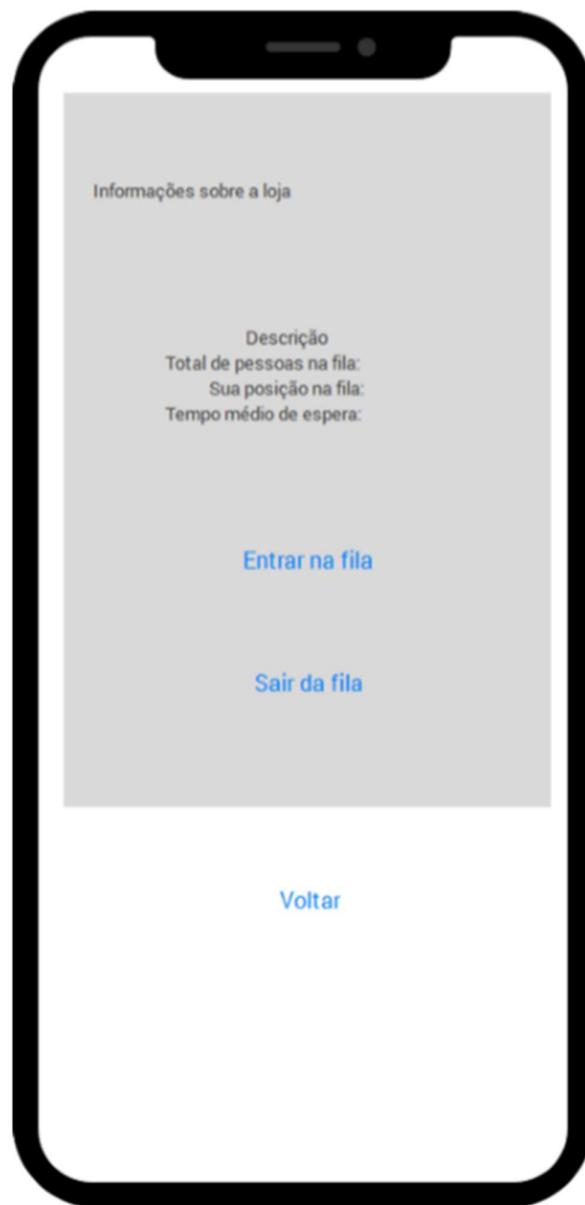 Informações sobre a loja
Descrição
Total de pessoas na fila:
Sua posição na fila:
Tempo médio de espera:
Entrar na fila
Sair da fila
Voltar